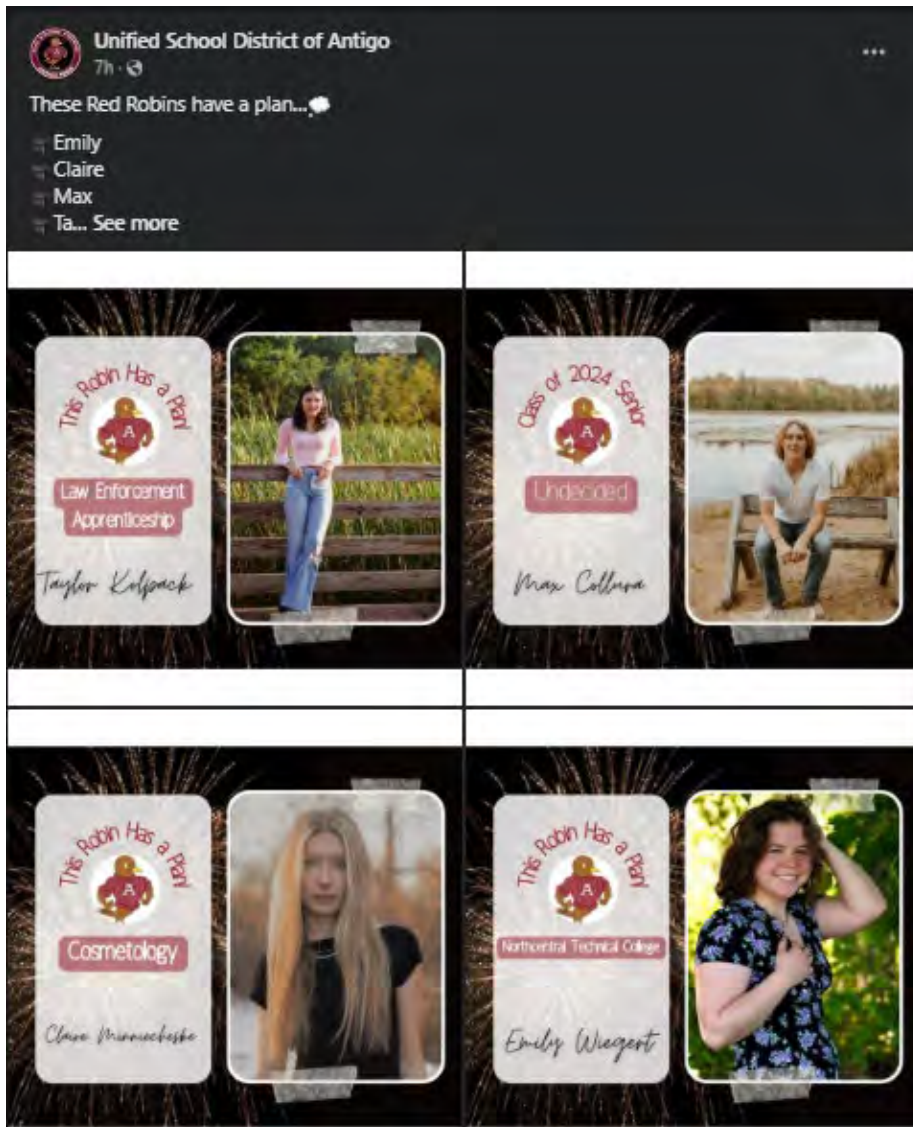 Unified School District of Antigo
7h
These Red Robins have a plan...
Emily
Claire
Max
Ta... See more
This Robin Has a Plan!
A
Law Enforcement
Apprenticeship
Taylor Kolpack
Class of 2024 Senior
A
Undecided
Max Collura
This Robin Has a Plan!
A
Cosmetology
Claire Minniecheske
This Robin Has a Plan!
A
Northcentral Technical College
Emily Wiegert